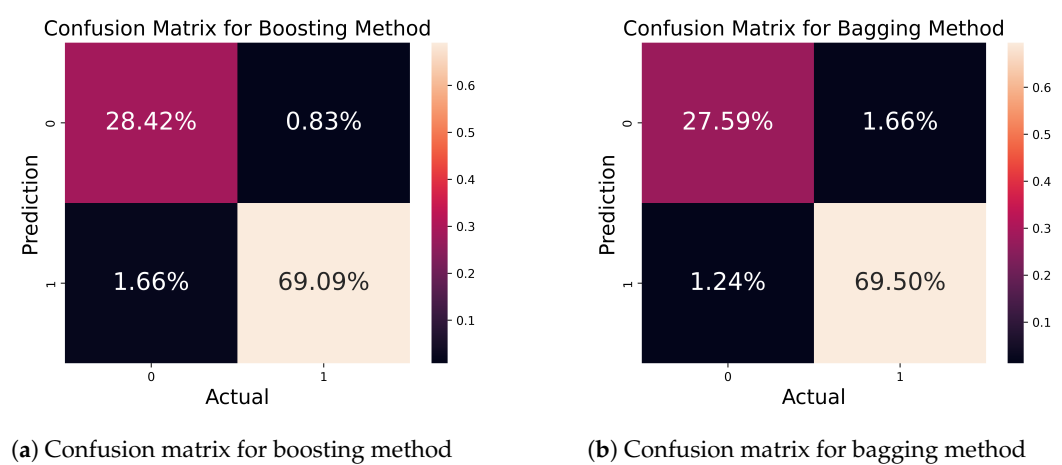 Confusion Matrix for Boosting Method
28.42% 0.83%
1.66% 69.09%
0
1
Prediction
0 1
Actual
0.6
0.5
0.4
0.3
0.2
0.1
(a) Confusion matrix for boosting method
Confusion Matrix for Bagging Method
27.59% 1.66%
1.24% 69.50%
0
1
Prediction
0 1
Actual
0.6
0.5
0.4
0.3
0.2
0.1
(b) Confusion matrix for bagging method